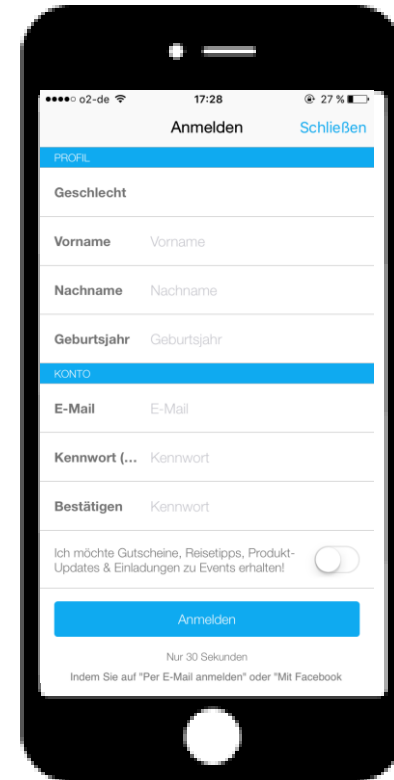 o2-de 17:28 27 %
Anmelden Schließen
PROFIL
Geschlecht
Vorname Vorname
Nachname Nachname
Geburtsjahr Geburtsjahr
KONTO
E-Mail E-Mail
Kennwort (... Kennwort
Bestätigen Kennwort
Ich möchte Gutscheine, Reisetipps, Produkt-
Updates & Einladungen zu Events erhalten!
Anmelden
Nur 30 Sekunden
Indem Sie auf "Per E-Mail anmelden" oder "Mit Facebook